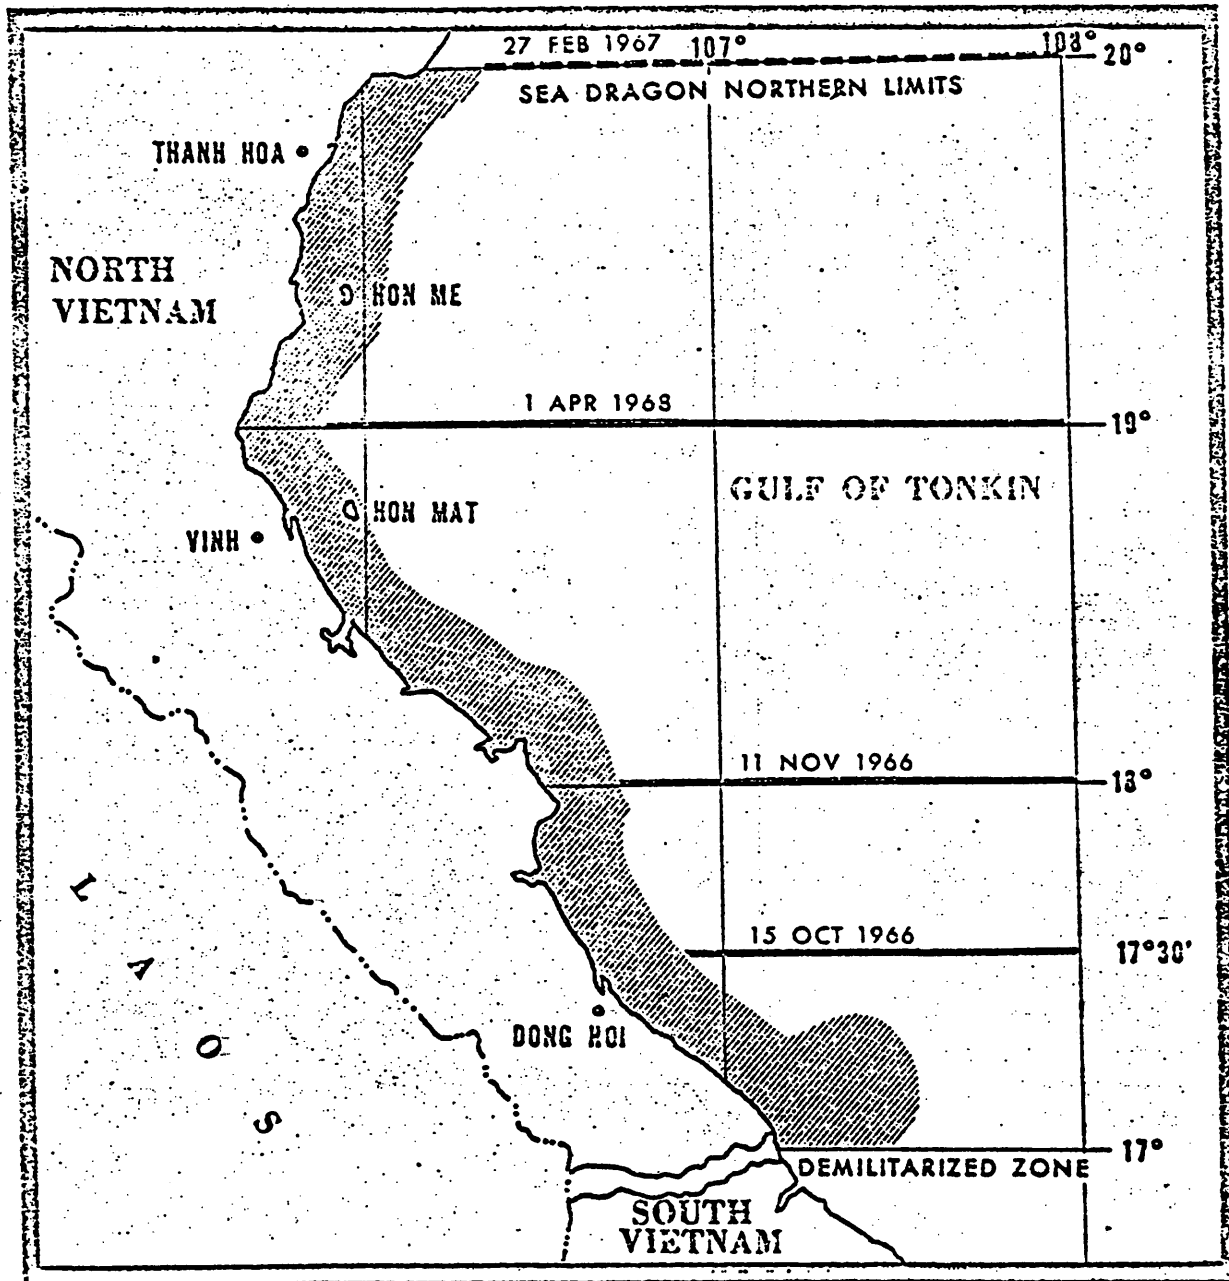 27 FEB 1967 107° 108°
20°
SEA DRAGON NORTHERN LIMITS
THANH HOA
NORTH
VIETNAM
HON ME
1 APR 1968
19°
GULF OF TONKIN
HON MAT
VINH
11 NOV 1966
18°
LAOS
15 OCT 1966
17°30'
DONG HOI
17°
DEMILITARIZED ZONE
SOUTH
VIETNAM